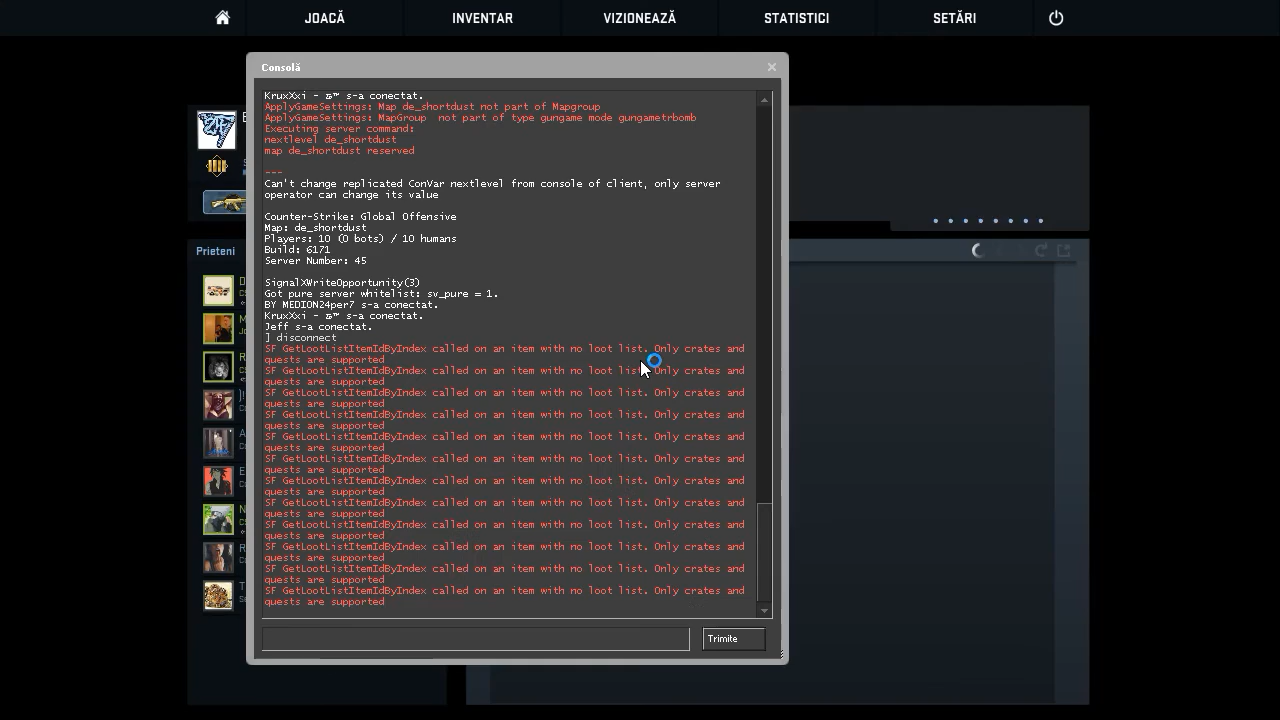 JOACĂ
INVENTAR
VIZIONEAZĂ
STATISTICI
SETĂRI
Consolă
s-a conectat.
ApplyGameSettings: Map de_shortdust not part of Mapgroup
ApplyGameSettings: MapGroup  not part of type gungame mode gungametrbomb
Executing server command:
nextlevel de_shortdust
map de_shortdust reserved
---
Can't change replicated ConVar nextlevel from console of client, only server
operator can change its value
Counter-Strike: Global Offensive
Map: de_shortdust
Players: 10 (0 bots) / 10 humans
Build: 6171
Server Number: 45
SignalXWriteOpportunity(3)
Got pure server whitelist: sv_pure = 1.
BY MEDION24per7 s-a conectat.
KruxXxi - s-a conectat.
Jeff s-a conectat.
] disconnect
SF GetLootListItemIdByIndex called on an item with no loot list. Only crates and
quests are supported
SF GetLootListItemIdByIndex called on an item with no loot list. Only crates and
quests are supported
SF GetLootListItemIdByIndex called on an item with no loot list. Only crates and
quests are supported
SF GetLootListItemIdByIndex called on an item with no loot list. Only crates and
quests are supported
SF GetLootListItemIdByIndex called on an item with no loot list. Only crates and
quests are supported
SF GetLootListItemIdByIndex called on an item with no loot list. Only crates and
quests are supported
SF GetLootListItemIdByIndex called on an item with no loot list. Only crates and
quests are supported
SF GetLootListItemIdByIndex called on an item with no loot list. Only crates and
quests are supported
SF GetLootListItemIdByIndex called on an item with no loot list. Only crates and
quests are supported
SF GetLootListItemIdByIndex called on an item with no loot list. Only crates and
quests are supported
SF GetLootListItemIdByIndex called on an item with no loot list. Only crates and
quests are supported
SF GetLootListItemIdByIndex called on an item with no loot list. Only crates and
quests are supported
Trimite
Prieteni